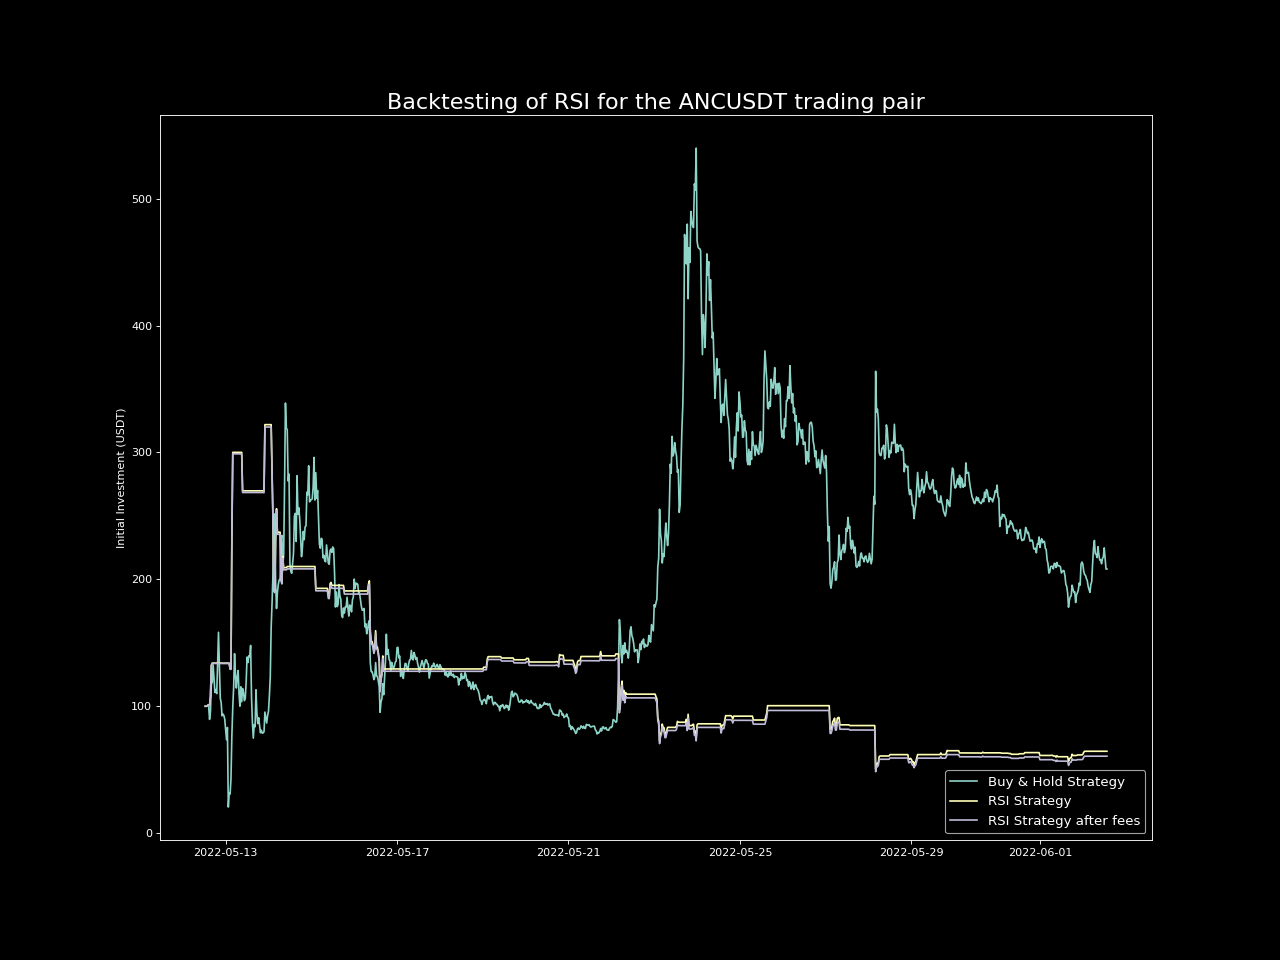 Backtesting of RSI for the ANCUSDT trading pair
Initial Investment (USDT)
500
400
300
200
100
0
2022-05-13 2022-05-17 2022-05-21 2022-05-25 2022-05-29 2022-06-01
Buy & Hold Strategy
RSI Strategy
RSI Strategy after fees